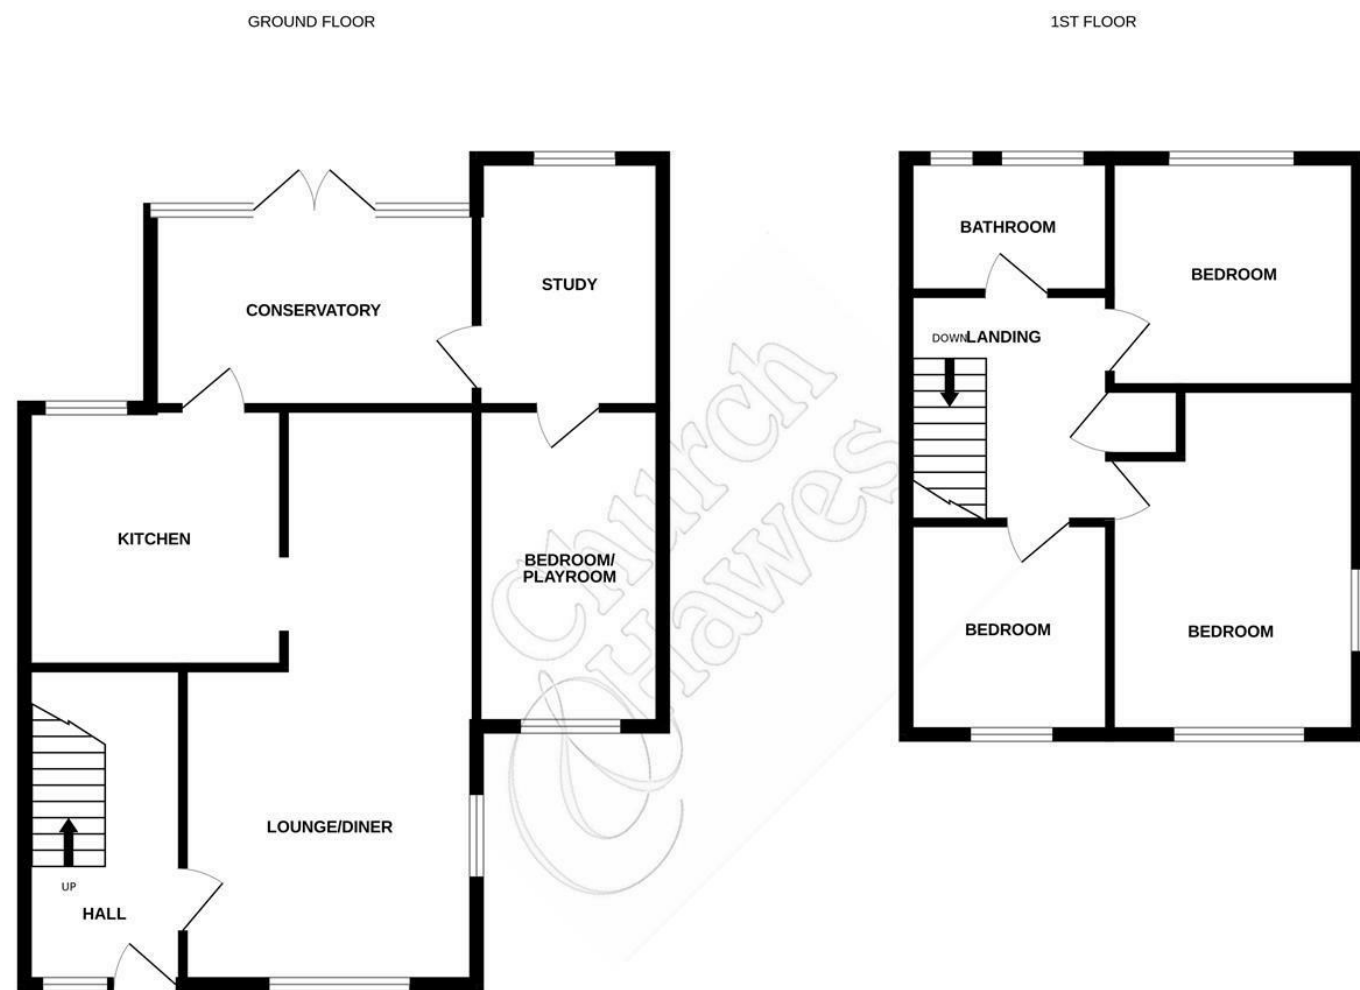 GROUND FLOOR
1ST FLOOR
CONSERVATORY
STUDY
KITCHEN
BEDROOM/
PLAYROOM
LOUNGE/DINER
UP
HALL
BATHROOM
BEDROOM
DOWN
LANDING
BEDROOM
BEDROOM
Church
& Hawes